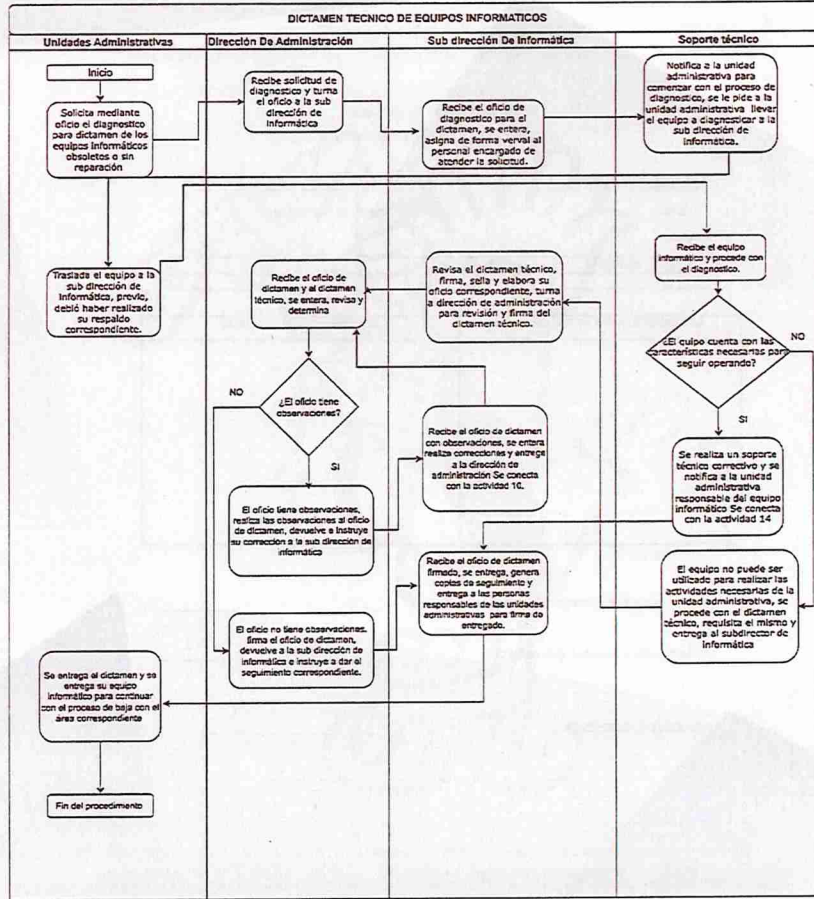 DICTAMEN TECNICO DE EQUIPOS INFORMATICOS
Unidades Administrativas
Dirección De Administración
Sub dirección De Informática
Soporte técnico
Inicio
Solicita mediante
oficio el diagnostico
para dictamen de los
equipos informáticos
obsoletos o sin
reparación
Recibe solicitud de
diagnostico y turna
el oficio a la sub
dirección de
informática
Recibe el oficio de
diagnostico para el
dictamen, se entera,
asigna de forma verval al
personal encargado de
atender la solicitud.
Notifica a la unidad
administrativa para
comenzar con el proceso de
diagnostico, se le pide a la
unidad administrativa llevar
el equipo a diagnosticar a la
sub dirección de
informática.
Traslada el equipo a la
sub dirección de
informática, previo,
debió haber realizado
su respaldo
correspondiente.
Recibe el oficio de
dictamen y el dictamen
técnico, se entera, revisa y
determina
Revisa el dictamen técnico,
firma, sella y elabora su
oficio correspondiente, turna
a dirección de administración
para revisión y firma del
dictamen técnico.
Recibe el equipo
informático y procede con
el diagnostico.
¿El quipo cuenta con las
características necesarias para
seguir operando?
NO
SI
¿El oficio tiene
observaciones?
NO
SI
Recibe el oficio de dictamen
con observaciones, se entera
realiza correcciones y entrega
a la dirección de
administración Se conecta
con la actividad 10.
Se realiza un soporte
técnico correctivo y se
notifica a la unidad
administrativa
responsable del equipo
informático Se conecta
con la actividad 14
El oficio tiene observaciones,
realiza las observaciones al oficio
de dictamen, devuelve e instruye
su corrección a la sub dirección de
informática
Recibe el oficio de dictamen
firmado, se entrega, genera
copias de seguimiento y
entrega a las personas
responsables de las unidades
administrativas para firma de
entregado.
El equipo no puede ser
utilizado para realizar las
actividades necesarias de la
unidad administrativa, se
procede con el dictamen
técnico, requisita el mismo y
entrega al subdirector de
informática
El oficio no tiene observaciones,
firma el oficio de dictamen,
devuelve a la sub dirección de
informática e instruye a dar el
seguimiento correspondiente.
Se entrega el dictamen y se
entrega su equipo
informático para continuar
con el proceso de baja con el
área correspondiente
Fin del procedimiento